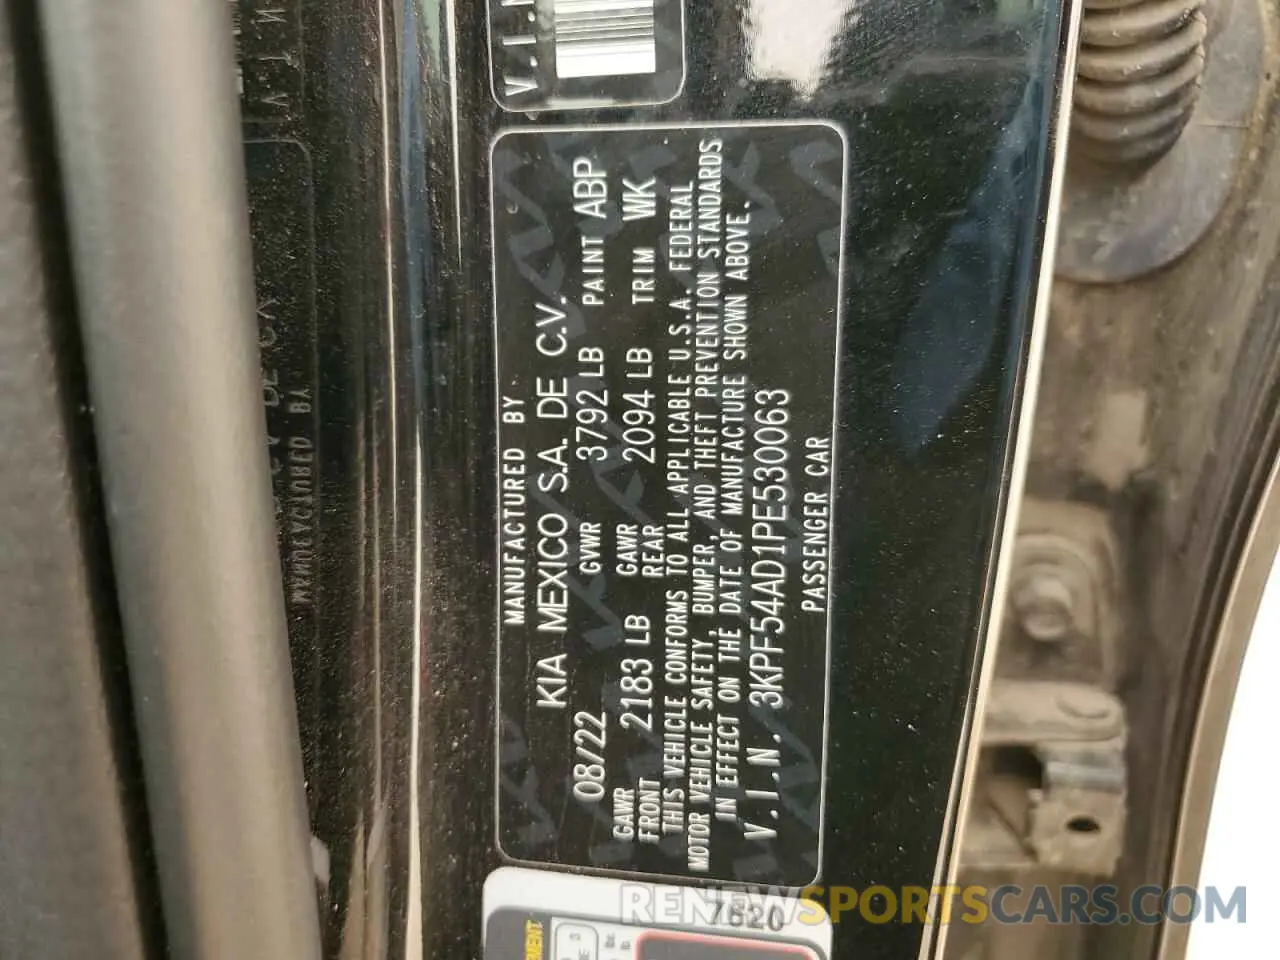 V.I.N
MANUFACTURED BY
KIA MEXICO S.A. DE C.V.
08/22 GVWR 3792 LB PAINT ABP
GAWR FRONT 2183 LB GAWR REAR 2094 LB TRIM WK
THIS VEHICLE CONFORMS TO ALL APPLICABLE U.S.A. FEDERAL
MOTOR VEHICLE SAFETY, BUMPER, AND THEFT PREVENTION STANDARDS
IN EFFECT ON THE DATE OF MANUFACTURE SHOWN ABOVE.
V.I.N. 3KPF54AD1PE530063
PASSENGER CAR
7620
RENEWSPORTSCARS.COM